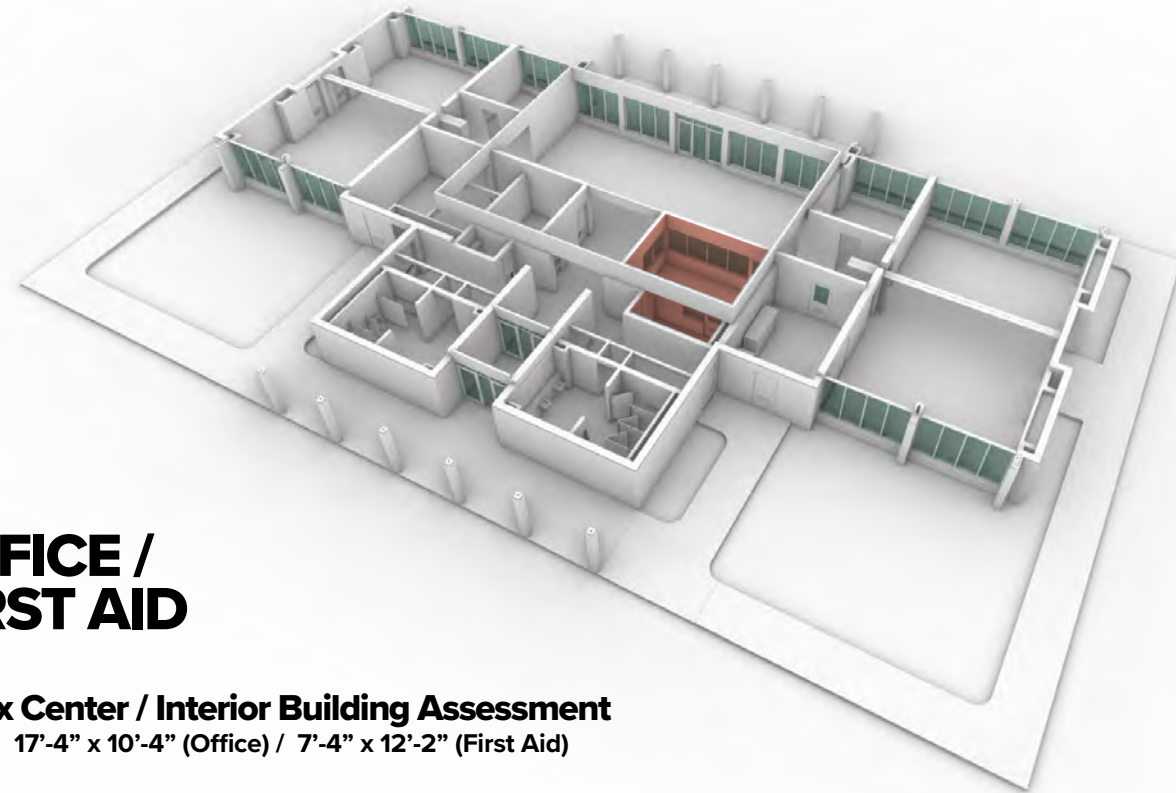 FICE /
RST AID
x Center / Interior Building Assessment
17’-4” x 10’-4” (Office) / 7’-4” x 12’-2” (First Aid)